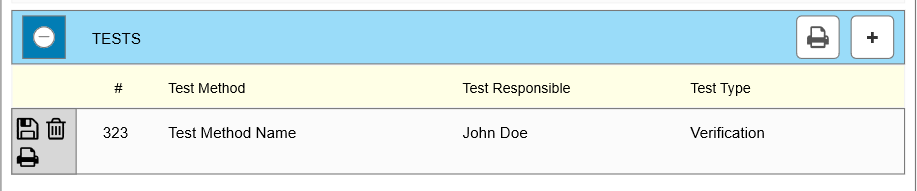 TESTS
# Test Method Test Responsible Test Type
323 Test Method Name John Doe Verification